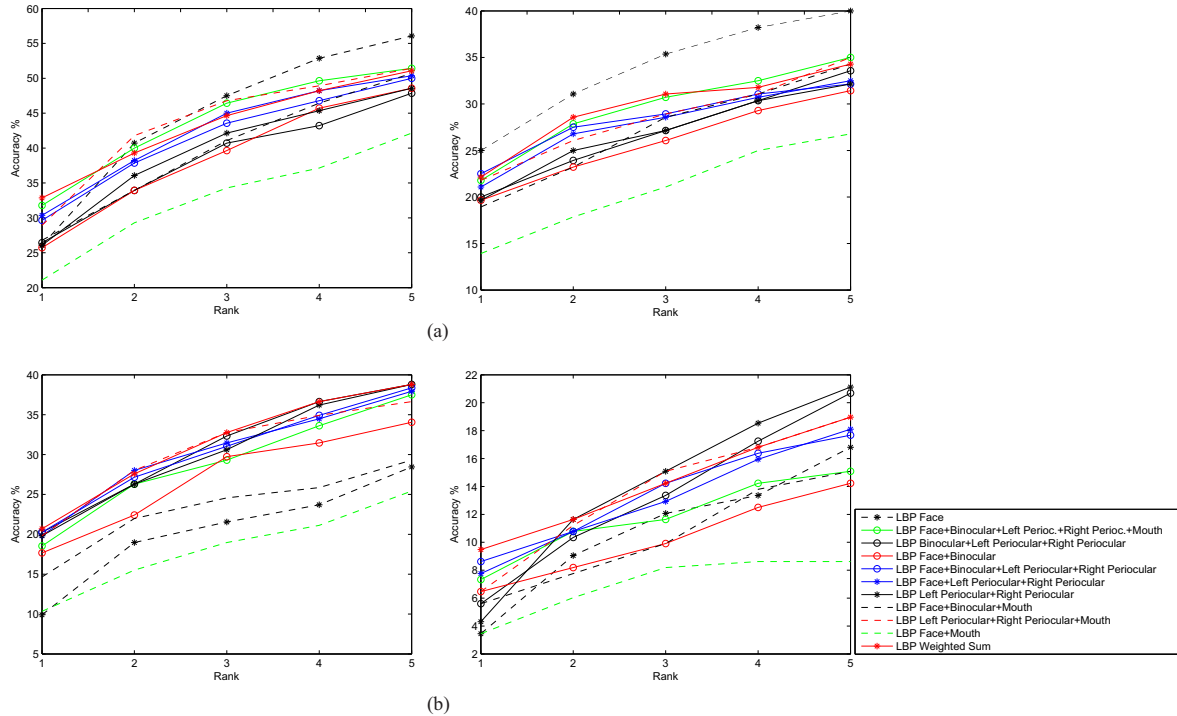 60
55
50
45
40
35
30
25
20
Accuracy %
1 2 3 4 5
Rank
40
35
30
25
20
15
10
Accuracy %
1 2 3 4 5
Rank
(a)
40
35
30
25
20
15
10
5
Accuracy %
1 2 3 4 5
Rank
22
20
18
16
14
12
10
8
6
4
2
Accuracy %
1 2 3 4 5
Rank
LBP Face
LBP Face+Binocular+Left Perioc.+Right Perioc.+Mouth
LBP Binocular+Left Periocular+Right Periocular
LBP Face+Binocular
LBP Face+Binocular+Left Periocular+Right Periocular
LBP Face+Left Periocular+Right Periocular
LBP Left Periocular+Right Periocular
LBP Face+Binocular+Mouth
LBP Left Periocular+Right Periocular+Mouth
LBP Face+Mouth
LBP Weighted Sum
(b)